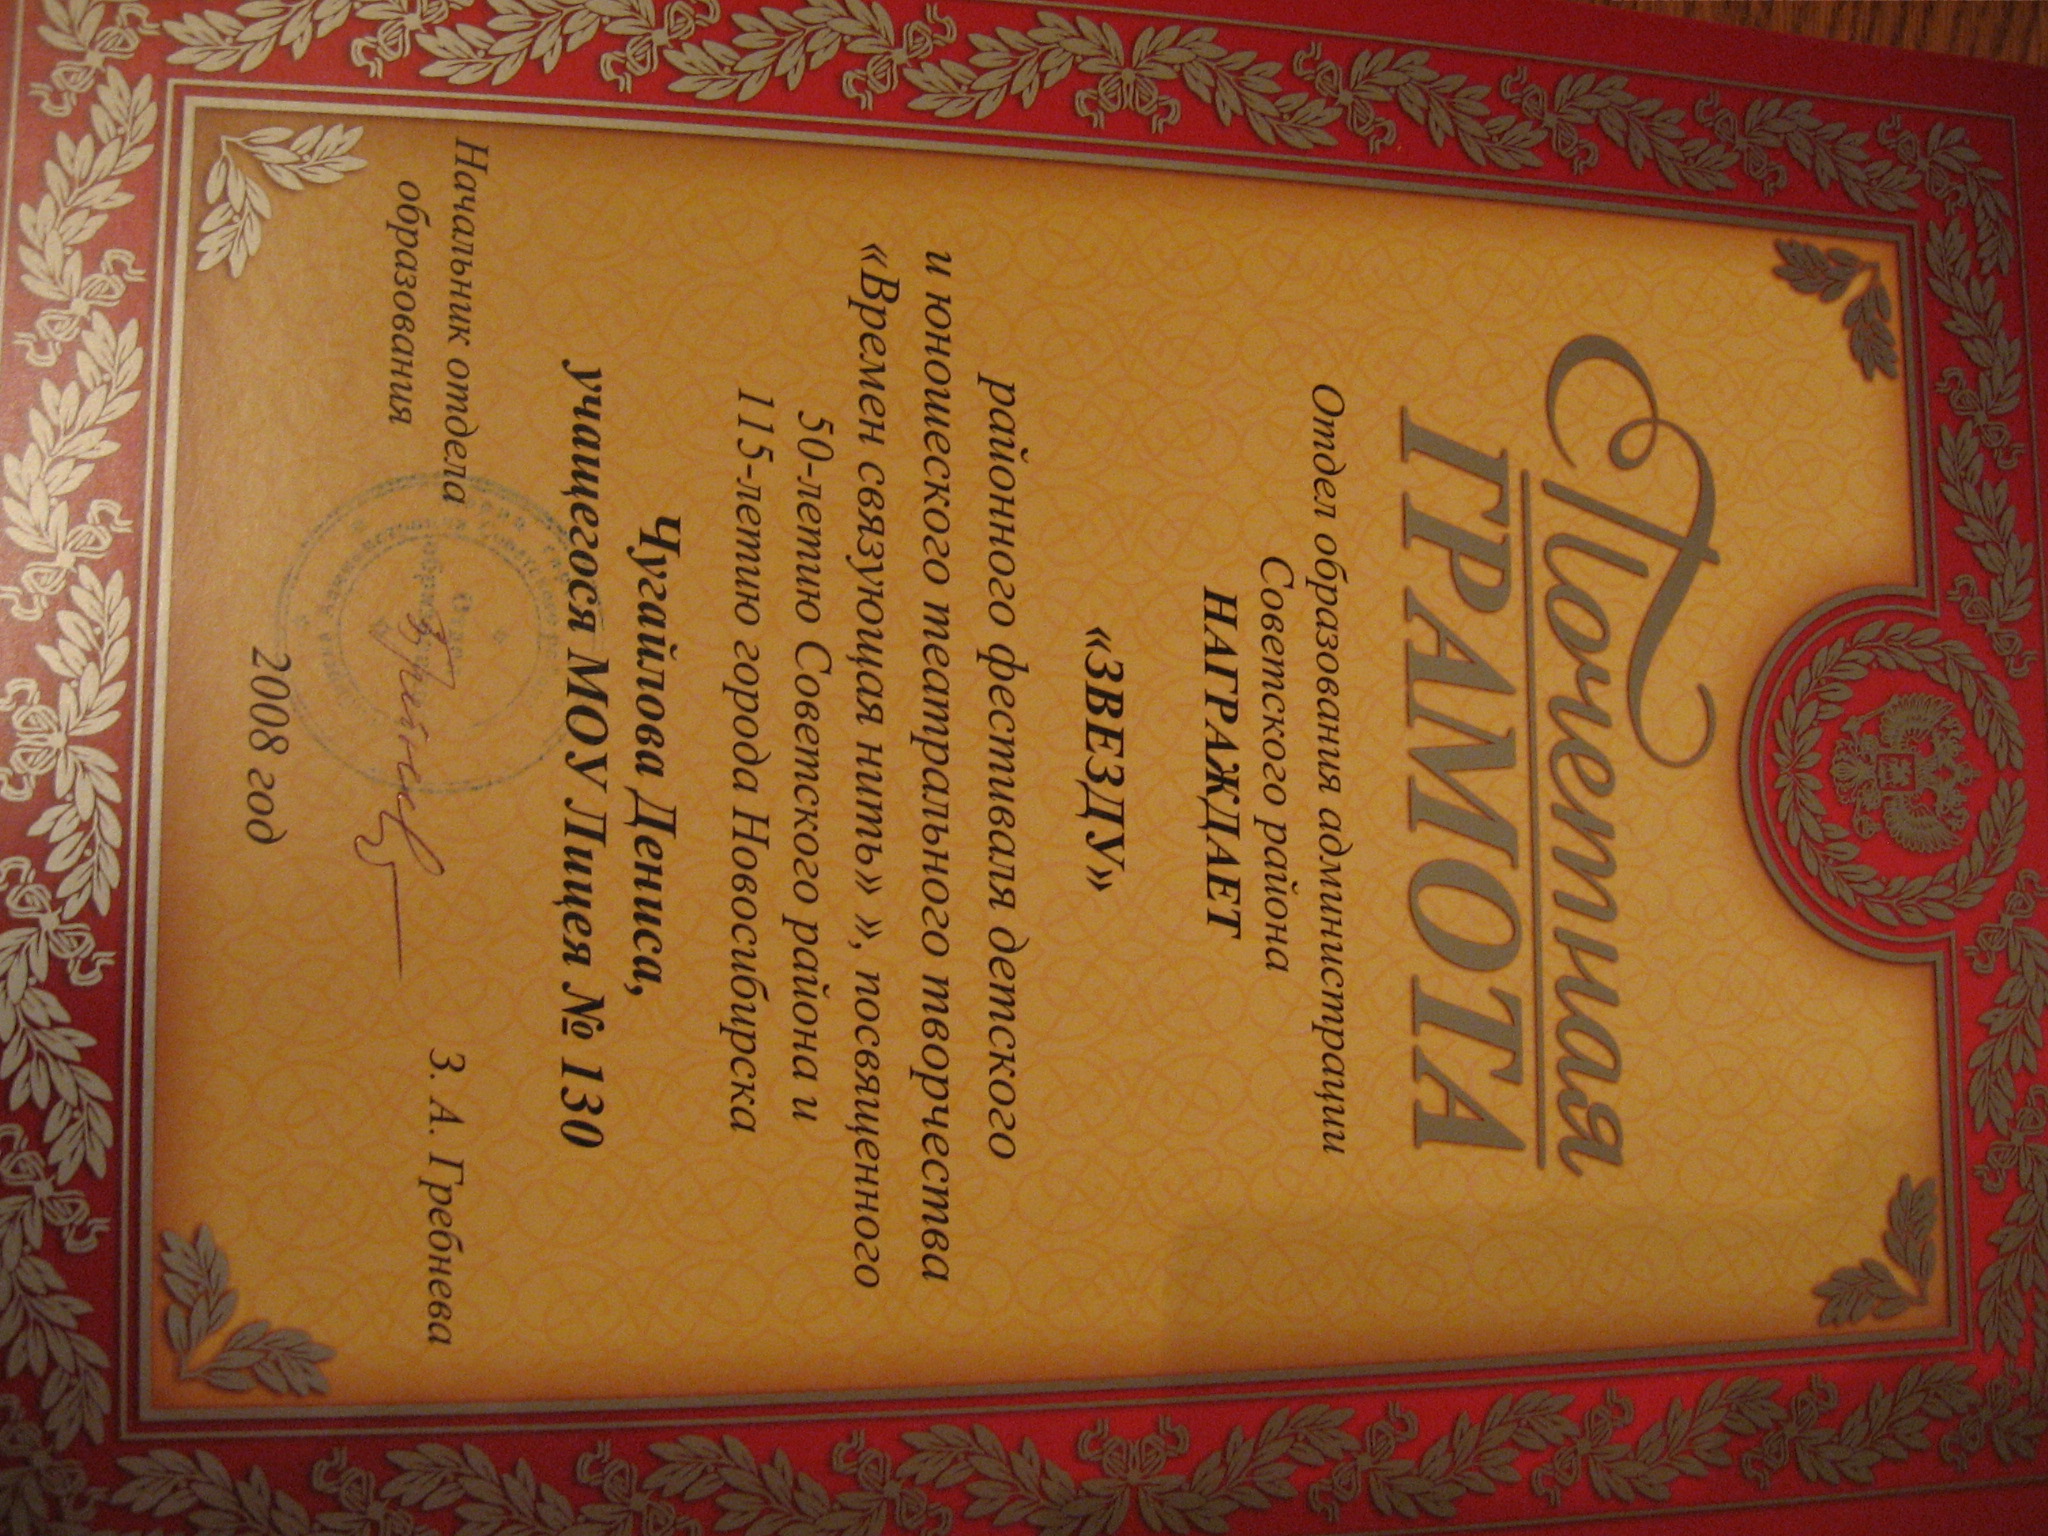 Почетная
ГРАМОТА
Отдел образования администрации
Советского района
НАГРАЖДАЕТ
«ЗВЕЗДУ»
районного фестиваля детского
и юношеского театрального творчества
«Времен связующая нить» », посвященного
50-летию Советского района и
115-летию города Новосибирска
Чугайлова Дениса,
учащегося МОУ Лицея № 130
Начальник отдела
образования
З. А. Гребнева
2008 год